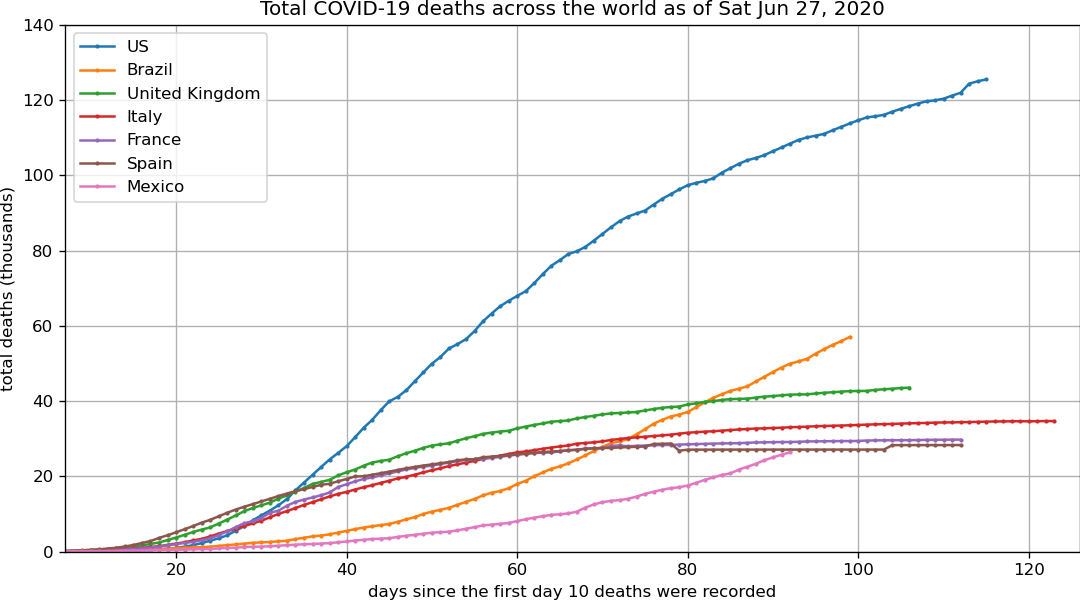 Total COVID-19 deaths across the world as of Sat Jun 27, 2020
total deaths (thousands)
140
120
100
80
60
40
20
0
US
Brazil
United Kingdom
Italy
France
Spain
Mexico
20 40 60 80 100 120
days since the first day 10 deaths were recorded